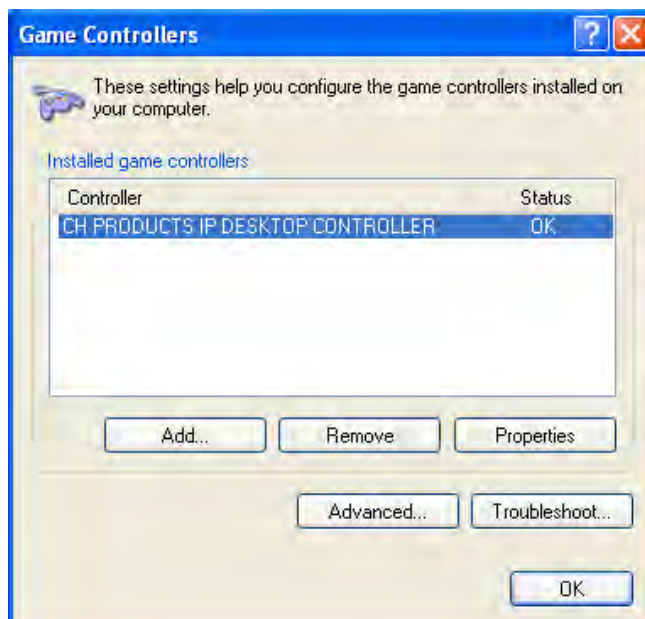 Game Controllers
?
X
These settings help you configure the game controllers installed on
your computer.
Installed game controllers
Controller Status
CH PRODUCTS IP DESKTOP CONTROLLER OK
Add... Remove Properties
Advanced... Troubleshoot...
OK